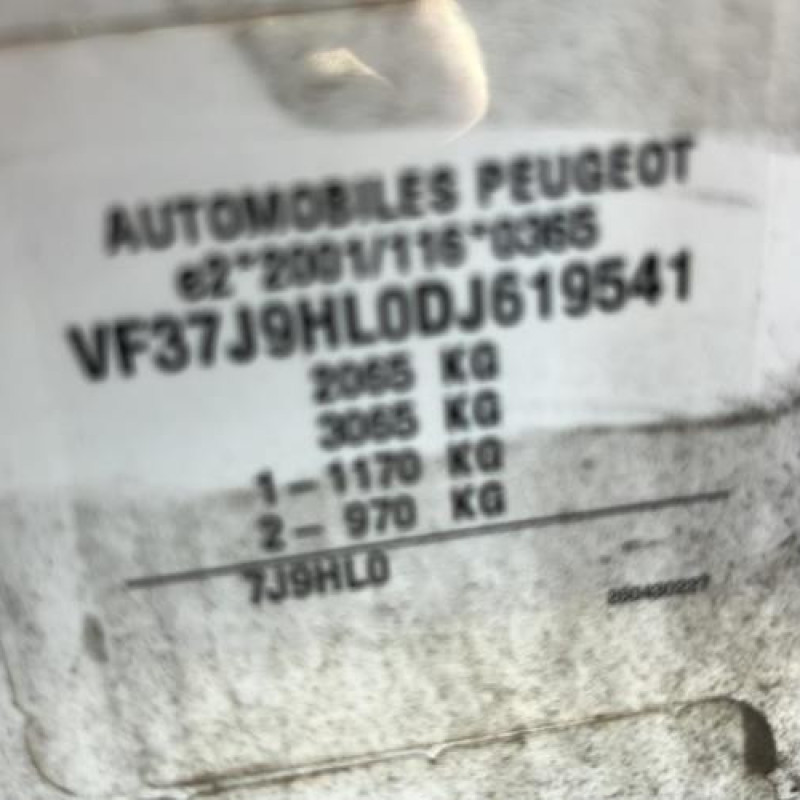 AUTOMOBILES PEUGEOT
e2*2001/116*0365
VF37J9HL0DJ619541
2065 KG
3065 KG
1-1170 KG
2- 970 KG
7J9HL0